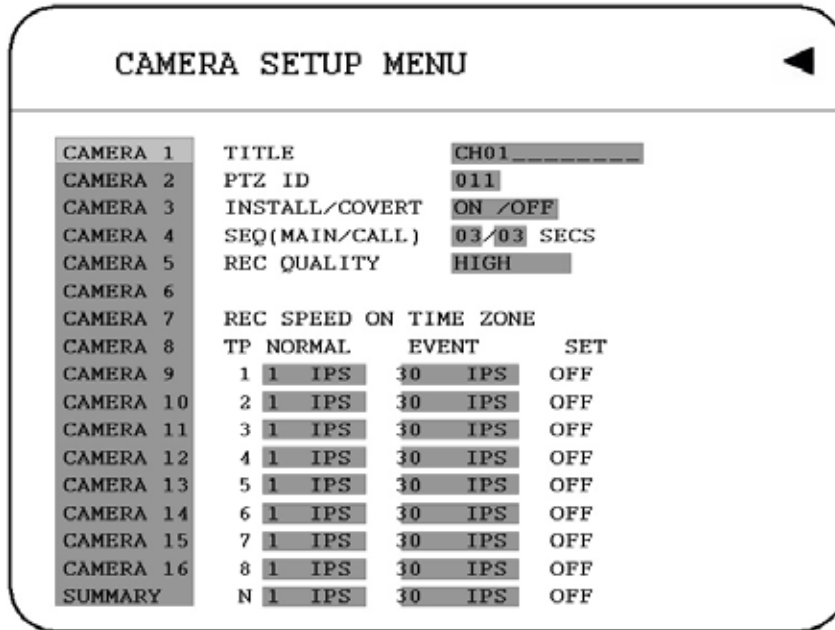 CAMERA SETUP MENU
CAMERA 1 TITLE CH01_________
CAMERA 2 PTZ ID 011
CAMERA 3 INSTALL/COVERT ON /OFF
CAMERA 4 SEQ(MAIN/CALL) 03/03 SECS
CAMERA 5 REC QUALITY HIGH
CAMERA 6
CAMERA 7 REC SPEED ON TIME ZONE
CAMERA 8 TP NORMAL EVENT SET
CAMERA 9 1 1 IPS 30 IPS OFF
CAMERA 10 2 1 IPS 30 IPS OFF
CAMERA 11 3 1 IPS 30 IPS OFF
CAMERA 12 4 1 IPS 30 IPS OFF
CAMERA 13 5 1 IPS 30 IPS OFF
CAMERA 14 6 1 IPS 30 IPS OFF
CAMERA 15 7 1 IPS 30 IPS OFF
CAMERA 16 8 1 IPS 30 IPS OFF
SUMMARY N 1 IPS 30 IPS OFF